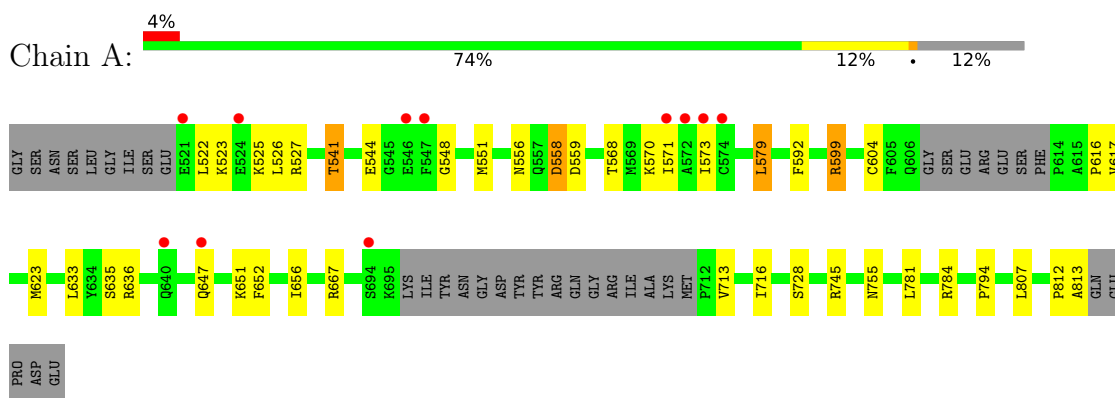 4%
Chain A:
74% 12% • 12%
GLY SER ASN SER LEU GLY ILE SER GLU E521 L522 K523 E524 K525 L526 R527 T541 E544 G545 E546 F547 G548 M551 N556 Q557 D558 D559 T568 M569 K570 I571 A572 I573 C574 L579 F592 R599 C604 F605 Q606 GLY SER GLU ARG GLU SER PHE P614 A615 P616 V617
M623 L633 Y634 S635 R636 Q640 Q647 K651 F652 I656 R667 S694 K695 LYS ILE TYR ASN GLY ASP TYR TYR ARG GLN GLY ARG ILE ALA LYS MET P712 V713 I716 S728 R745 N755 L781 R784 P794 L807 P812 A813 GLN GLU
PRO ASP GLU